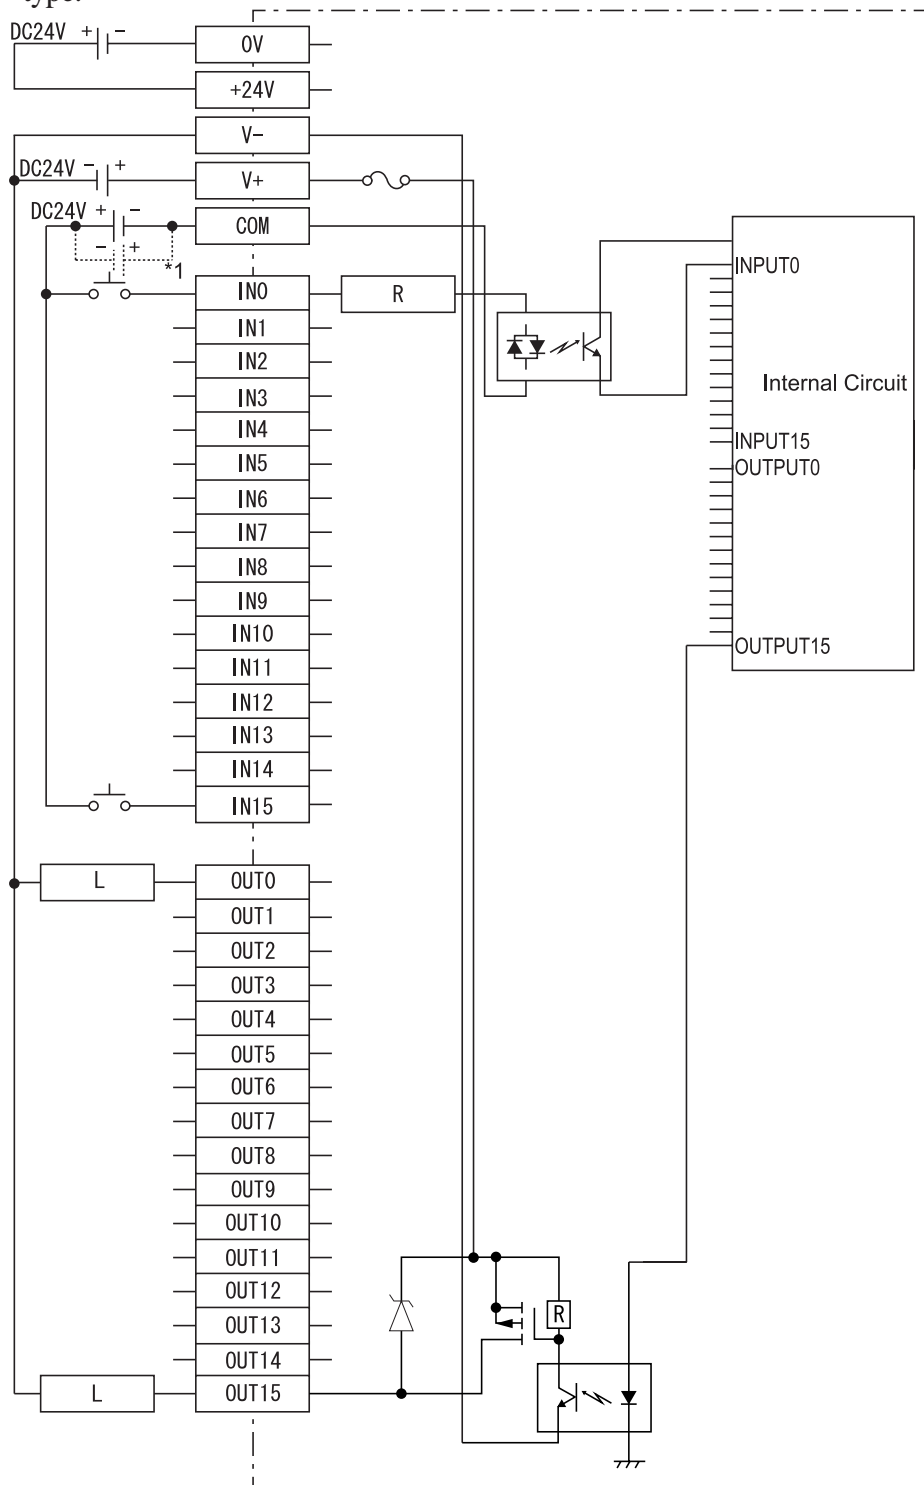 type.
DC24V + −
0V
+24V
V−
DC24V − +
V+
DC24V + −
COM
− +
*1
IN0
R
INPUT0
IN1
IN2
Internal Circuit
IN3
IN4
INPUT15
IN5
OUTPUT0
IN6
IN7
IN8
IN9
IN10
OUTPUT15
IN11
IN12
IN13
IN14
IN15
L
OUT0
OUT1
OUT2
OUT3
OUT4
OUT5
OUT6
OUT7
OUT8
OUT9
OUT10
OUT11
OUT12
R
OUT13
OUT14
L
OUT15